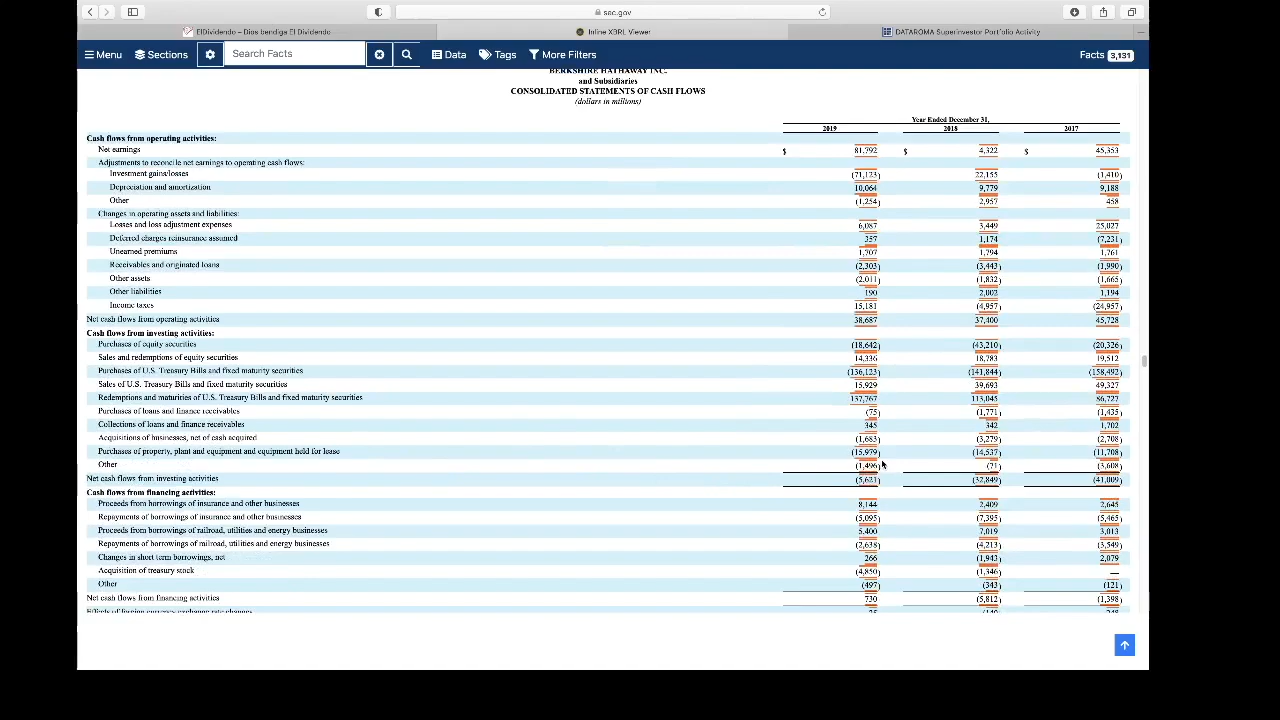 sec.gov
ElDividendo – Dios bendiga El Dividendo
Inline XBRL Viewer
DATAROMA Superinvestor Portfolio Activity
Menu Sections Search Facts Data Tags More Filters Facts 3,131
BERKSHIRE HATHAWAY INC.
and Subsidiaries
CONSOLIDATED STATEMENTS OF CASH FLOWS
(dollars in millions)
Year Ended December 31,
2019 2018 2017
Cash flows from operating activities:
Net earnings $ 81,792 $ 4,322 $ 45,353
Adjustments to reconcile net earnings to operating cash flows:
Investment gains/losses (71,123) 22,155 (1,410)
Depreciation and amortization 10,064 9,779 9,188
Other (1,254) 2,957 458
Changes in operating assets and liabilities:
Losses and loss adjustment expenses 6,087 3,449 25,027
Deferred charges reinsurance assumed 357 1,174 (7,231)
Unearned premiums 1,707 1,794 1,761
Receivables and originated loans (2,303) (3,443) (1,990)
Other assets (2,011) (1,832) (1,665)
Other liabilities 190 2,002 1,194
Income taxes 15,181 (4,957) (24,957)
Net cash flows from operating activities 38,687 37,400 45,728
Cash flows from investing activities:
Purchases of equity securities (18,642) (43,210) (20,326)
Sales and redemptions of equity securities 14,336 18,783 19,512
Purchases of U.S. Treasury Bills and fixed maturity securities (136,123) (141,844) (158,492)
Sales of U.S. Treasury Bills and fixed maturity securities 15,929 39,693 49,327
Redemptions and maturities of U.S. Treasury Bills and fixed maturity securities 137,767 113,045 86,727
Purchases of loans and finance receivables (75) (1,771) (1,435)
Collections of loans and finance receivables 345 342 1,702
Acquisitions of businesses, net of cash acquired (1,683) (3,279) (2,708)
Purchases of property, plant and equipment and equipment held for lease (15,979) (14,537) (11,708)
Other (1,496) (71) (3,608)
Net cash flows from investing activities (5,621) (32,849) (41,009)
Cash flows from financing activities:
Proceeds from borrowings of insurance and other businesses 8,144 2,409 2,645
Repayments of borrowings of insurance and other businesses (5,095) (7,395) (5,465)
Proceeds from borrowings of railroad, utilities and energy businesses 5,400 7,019 3,013
Repayments of borrowings of railroad, utilities and energy businesses (2,638) (4,213) (3,549)
Changes in short term borrowings, net 266 (1,943) 2,079
Acquisition of treasury stock (4,850) (1,346) —
Other (497) (343) (121)
Net cash flows from financing activities 730 (5,812) (1,398)
Effects of foreign currency exchange rate changes